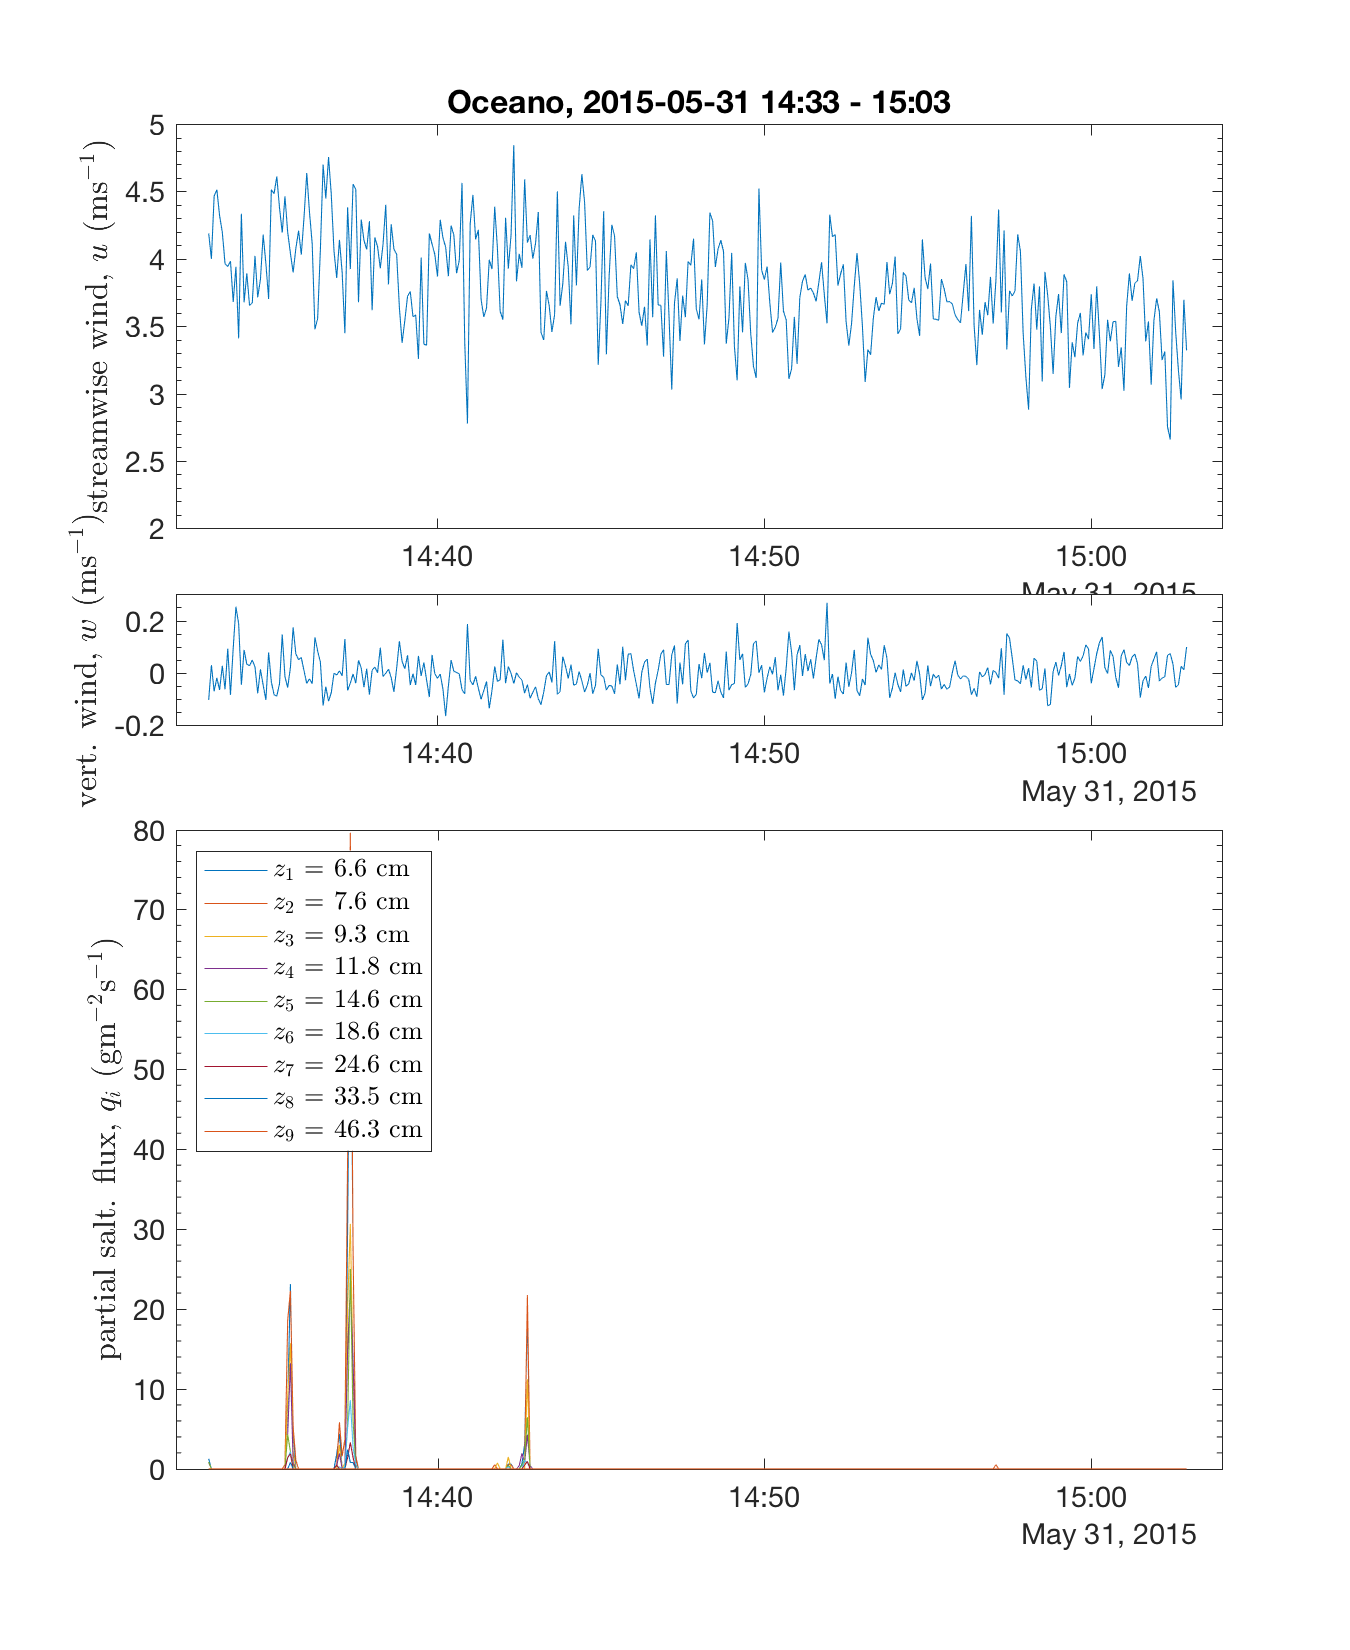 Oceano, 2015-05-31 14:33 - 15:03
streamwise wind, u (ms⁻¹)
5
4.5
4
3.5
3
2.5
2
14:40 14:50 15:00
May 31, 2015
vert. wind, w (ms⁻¹)
0.2
0
-0.2
14:40 14:50 15:00
May 31, 2015
partial salt. flux, qᵢ (gm⁻²s⁻¹)
80
70
60
50
40
30
20
10
0
z₁ = 6.6 cm
z₂ = 7.6 cm
z₃ = 9.3 cm
z₄ = 11.8 cm
z₅ = 14.6 cm
z₆ = 18.6 cm
z₇ = 24.6 cm
z₈ = 33.5 cm
z₉ = 46.3 cm
14:40 14:50 15:00
May 31, 2015